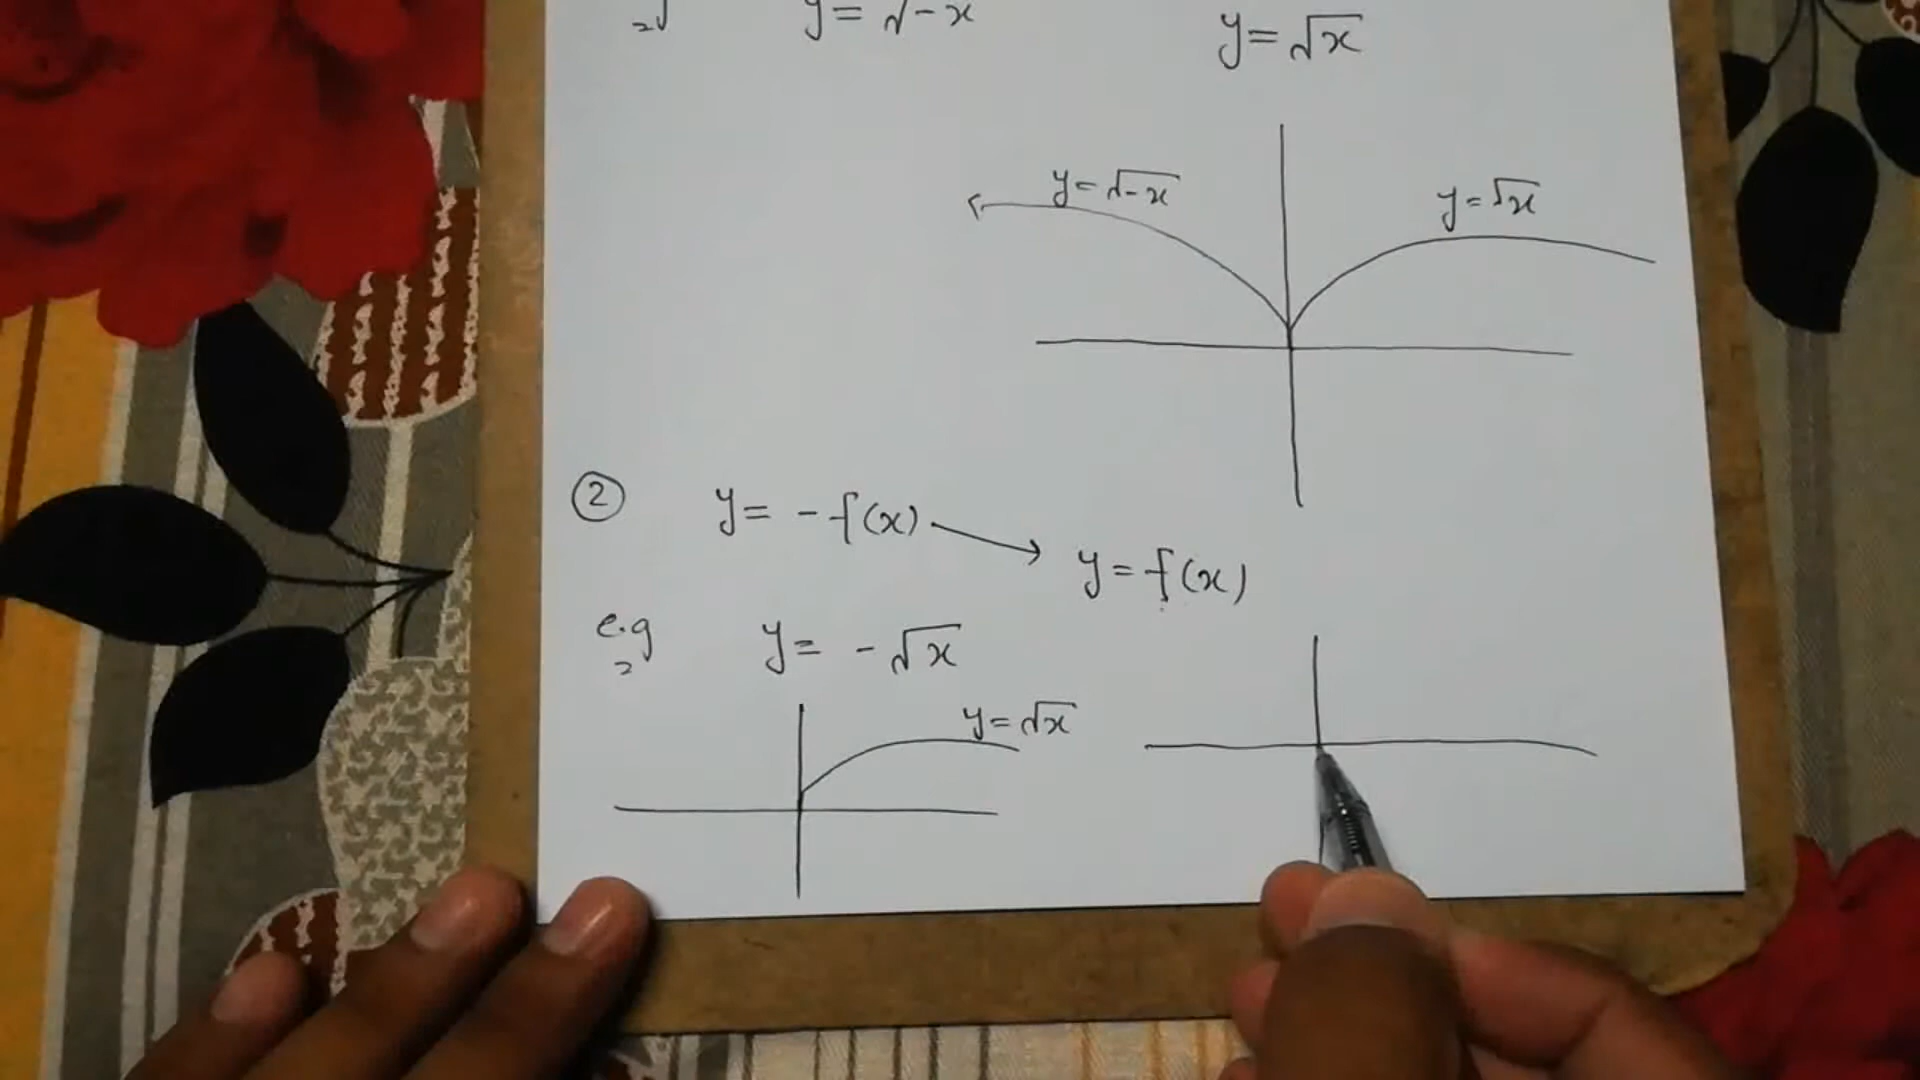 y = √-x y = √x
y = √-x y = √x
② y = -f(x) → y = f(x)
e.g y = -√x
y = √x